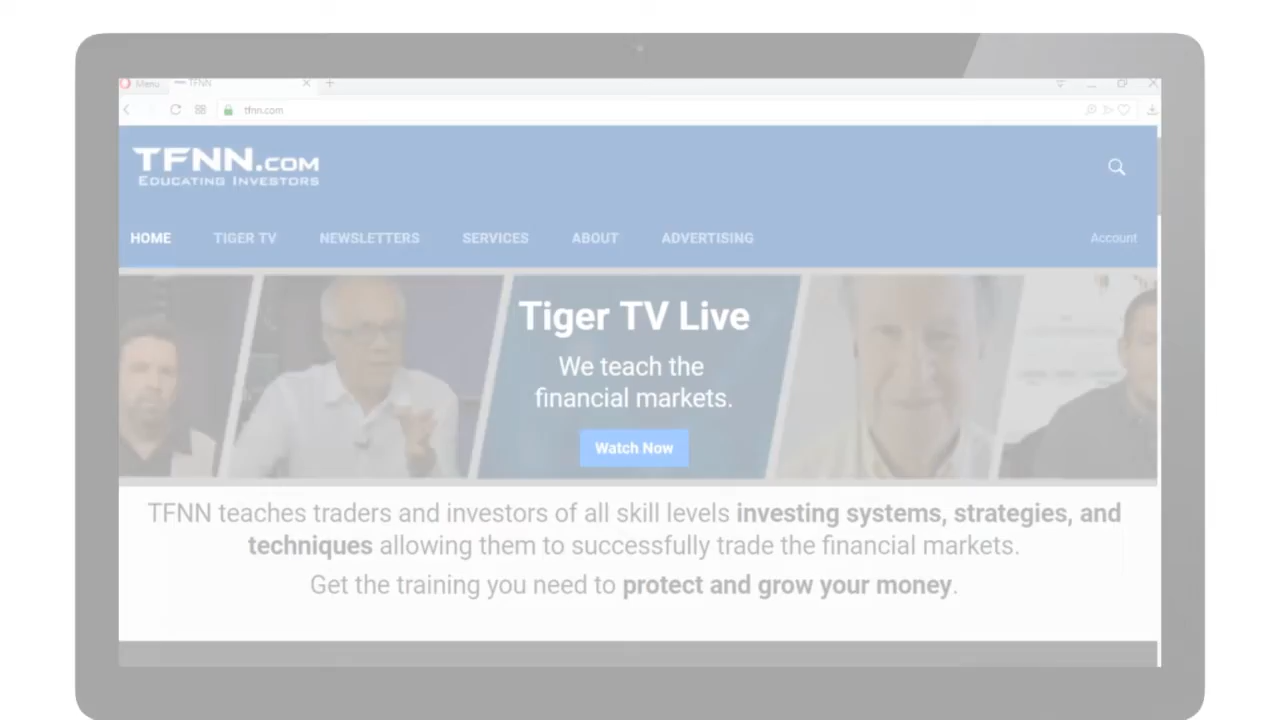 Menu
TFNN
tfnn.com
TFNN.COM
EDUCATING INVESTORS
HOME TIGER TV NEWSLETTERS SERVICES ABOUT ADVERTISING Account
Tiger TV Live
We teach the
financial markets.
Watch Now
TFNN teaches traders and investors of all skill levels investing systems, strategies, and
techniques allowing them to successfully trade the financial markets.
Get the training you need to protect and grow your money.